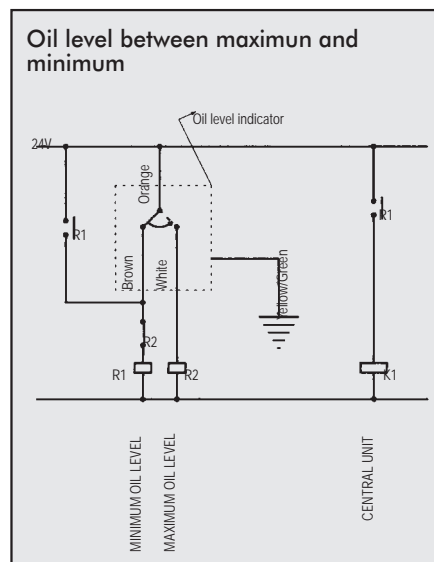 Oil level between maximun and
minimum
Oil level indicator
24V
Orange
R1
R1
Brown
White
Yellow/Green
R2
R1
R2
K1
MINIMUM OIL LEVEL
MAXIMUM OIL LEVEL
CENTRAL UNIT